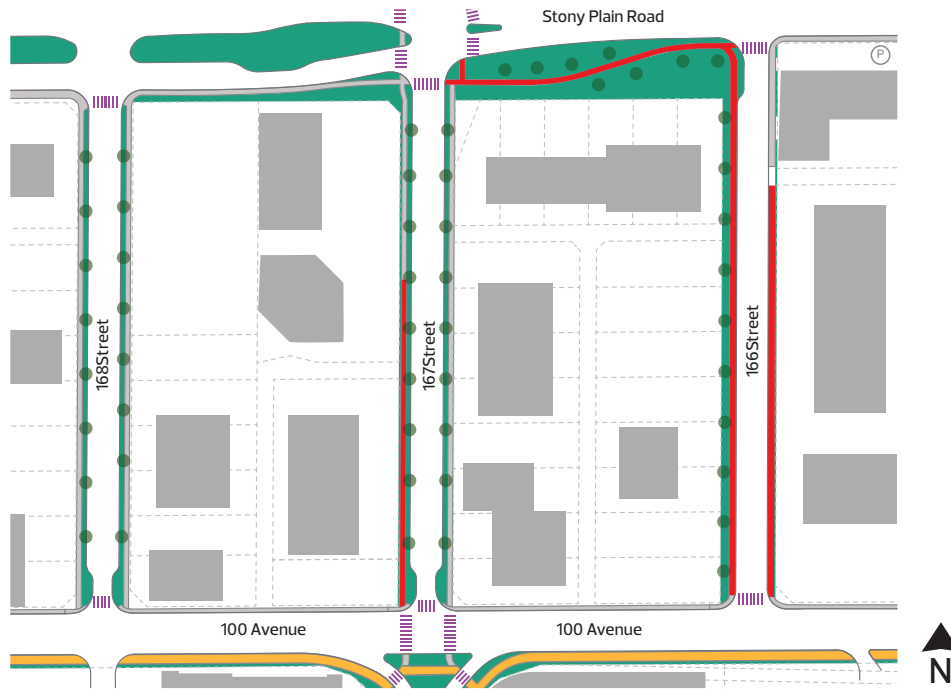 Stony Plain Road
P
168Street
167Street
166Street
100 Avenue
100 Avenue
N